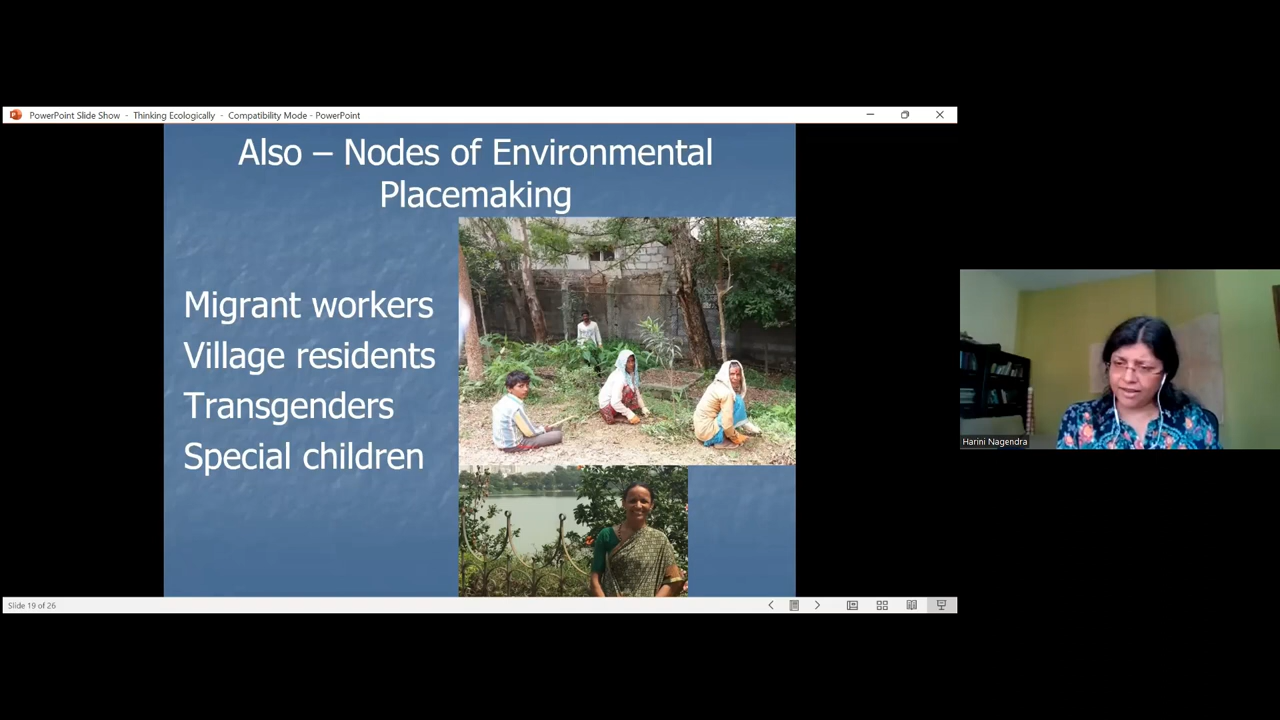 PowerPoint Slide Show - Thinking Ecologically - Compatibility Mode - PowerPoint
Also – Nodes of Environmental
Placemaking
Migrant workers
Village residents
Transgenders
Special children
Harini Nagendra
Slide 19 of 26